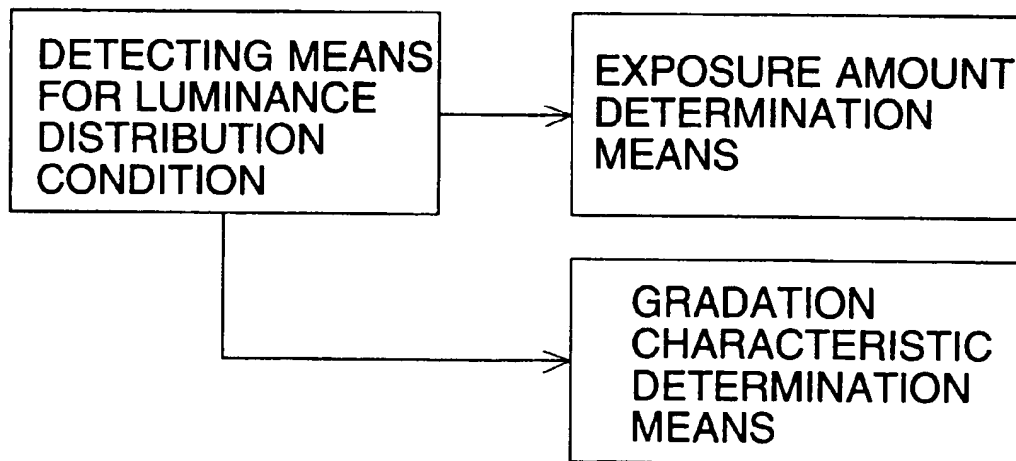 DETECTING MEANS
FOR LUMINANCE
DISTRIBUTION
CONDITION
EXPOSURE AMOUNT
DETERMINATION
MEANS
GRADATION
CHARACTERISTIC
DETERMINATION
MEANS